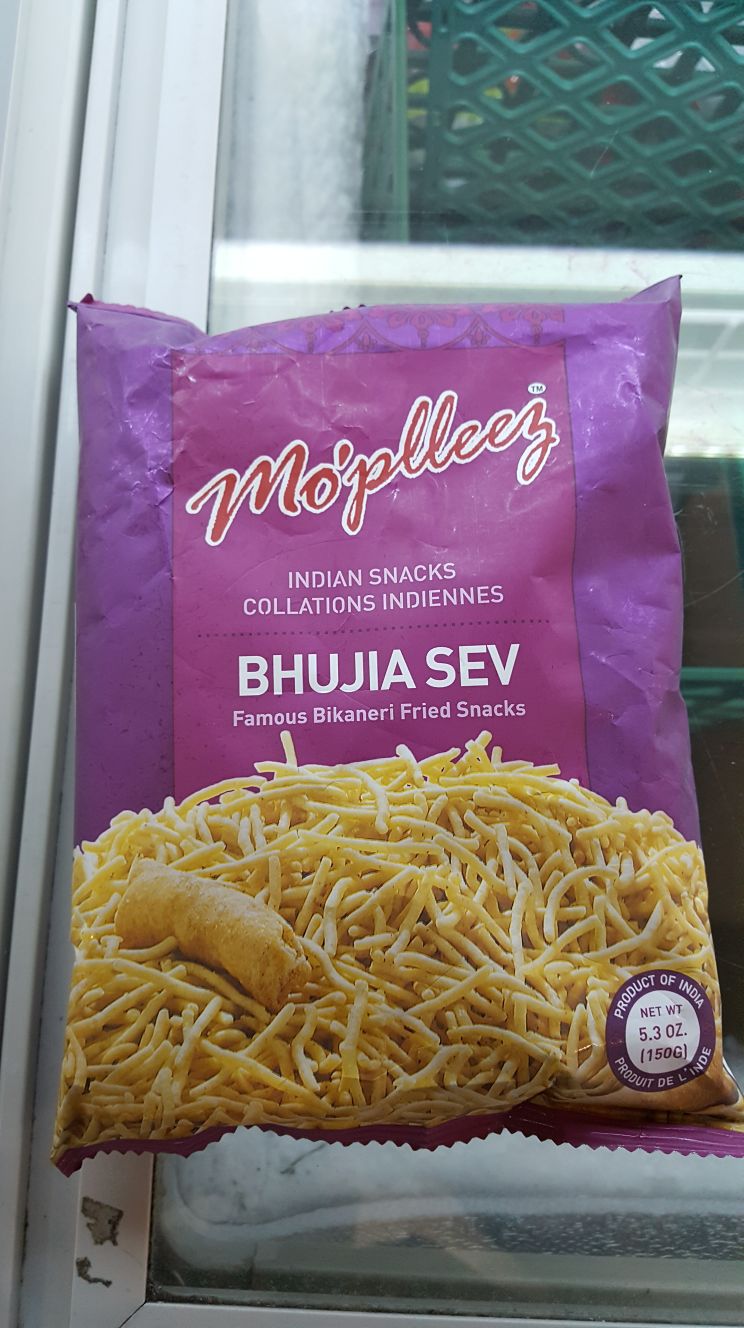 Mo'plleez TM
INDIAN SNACKS
COLLATIONS INDIENNES
BHUJIA SEV
Famous Bikaneri Fried Snacks
PRODUCT OF INDIA
NET WT
5.3 OZ.
(150G)
PRODUIT DE L'INDE